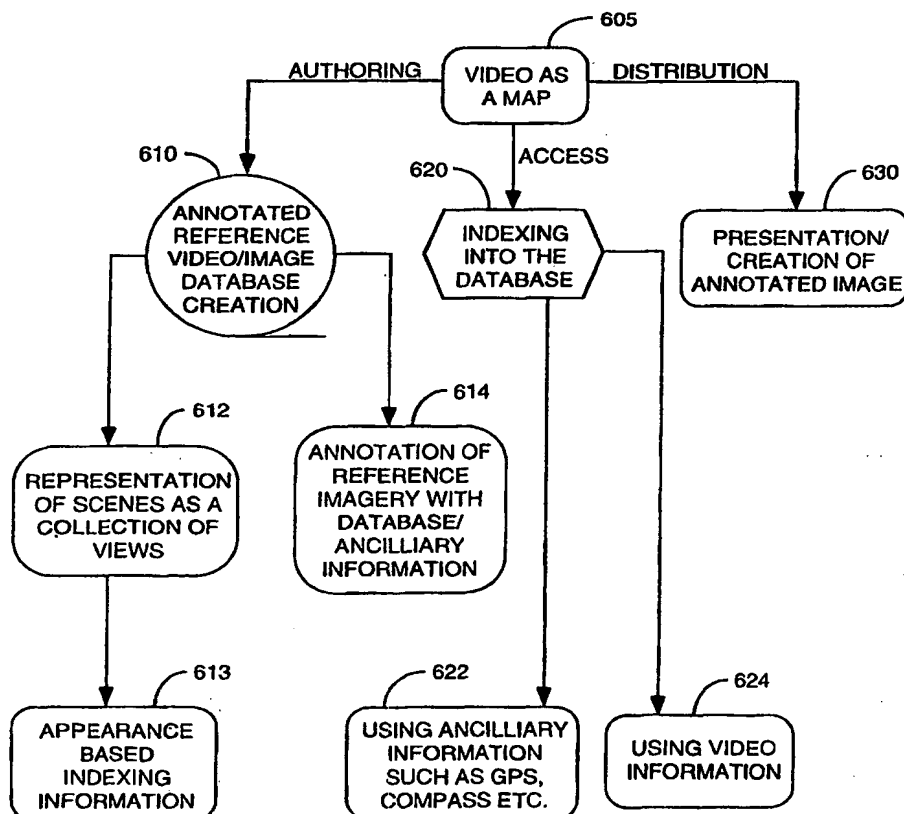 605
AUTHORING
VIDEO AS
A MAP
DISTRIBUTION
610
ACCESS
620
630
ANNOTATED
REFERENCE
VIDEO/IMAGE
DATABASE
CREATION
INDEXING
INTO THE
DATABASE
PRESENTATION/
CREATION OF
ANNOTATED IMAGE
612
614
REPRESENTATION
OF SCENES AS A
COLLECTION OF
VIEWS
ANNOTATION OF
REFERENCE
IMAGERY WITH
DATABASE/
ANCILLIARY
INFORMATION
613
622
624
APPEARANCE
BASED
INDEXING
INFORMATION
USING ANCILLIARY
INFORMATION
SUCH AS GPS,
COMPASS ETC.
USING VIDEO
INFORMATION